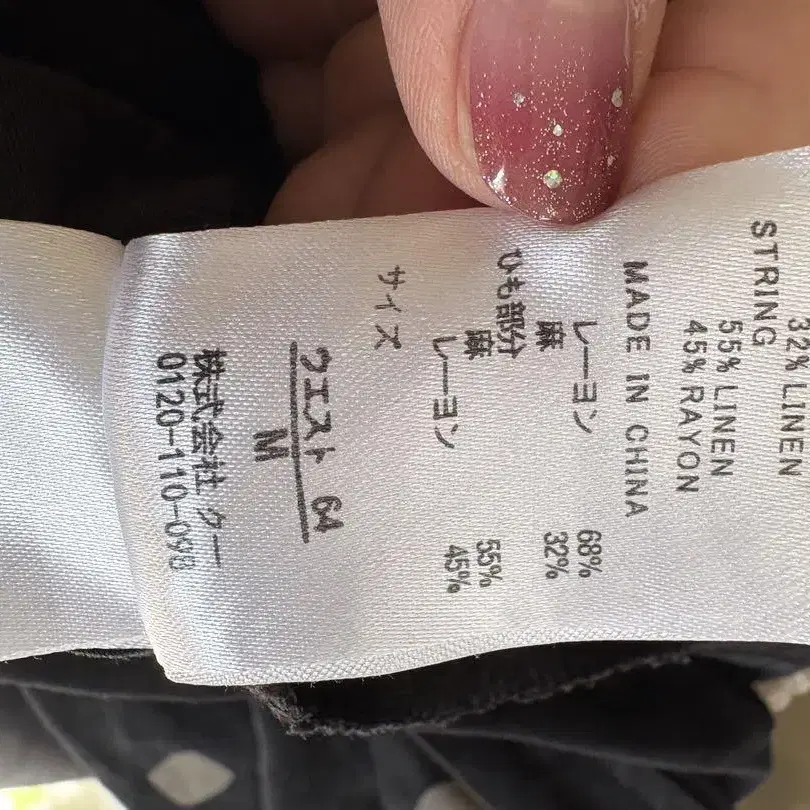 32% LINEN
STRING
55% LINEN
45% RAYON
MADE IN CHINA
レーヨン 68%
麻 32%
ひも部分
麻 55%
レーヨン 45%
サイズ
ウエスト 64
M
株式会社 クー